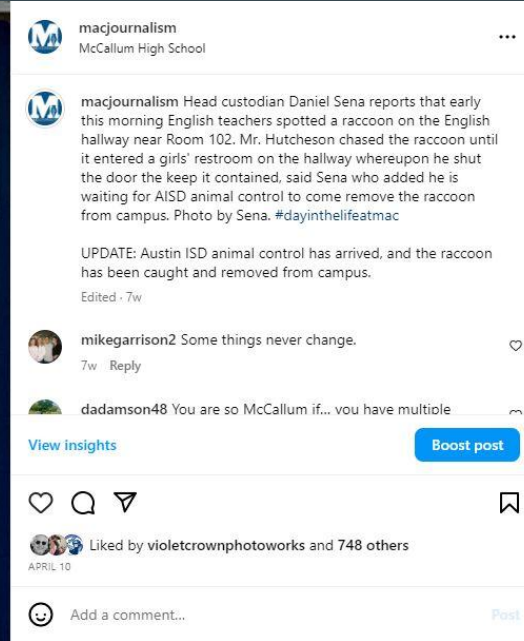 macjournalism
McCallum High School
macjournalism Head custodian Daniel Sena reports that early
this morning English teachers spotted a raccoon on the English
hallway near Room 102. Mr. Hutcheson chased the raccoon until
it entered a girls' restroom on the hallway whereupon he shut
the door the keep it contained, said Sena who added he is
waiting for AISD animal control to come remove the raccoon
from campus. Photo by Sena. #dayinthelifeatmac
UPDATE: Austin ISD animal control has arrived, and the raccoon
has been caught and removed from campus.
Edited · 7w
mikegarrison2 Some things never change.
7w Reply
dadamson48 You are so McCallum if... you have multiple
View insights
Boost post
Liked by violetcrownphotoworks and 748 others
APRIL 10
Add a comment...
Post